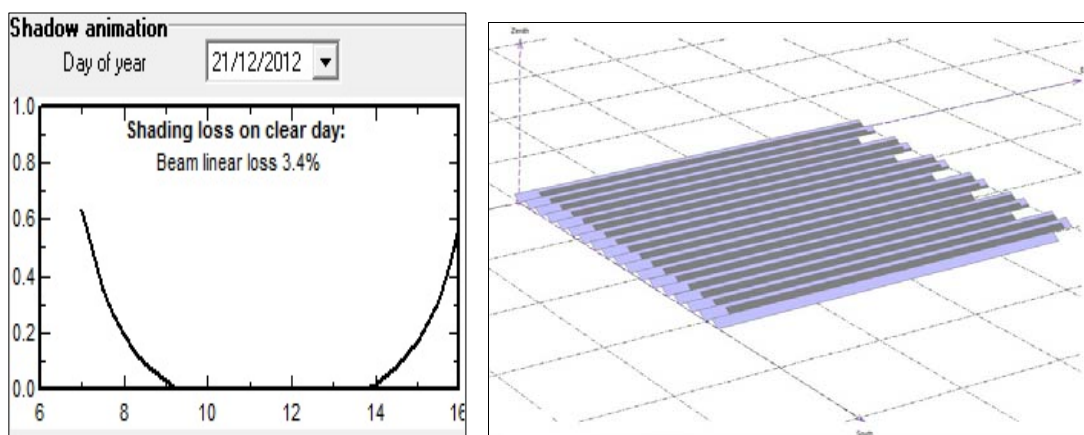 Shadow animation
Day of year
21/12/2012
Shading loss on clear day:
Beam linear loss 3.4%
1.0
0.8
0.6
0.4
0.2
0.0
6
8
10
12
14
16
Zenith
South